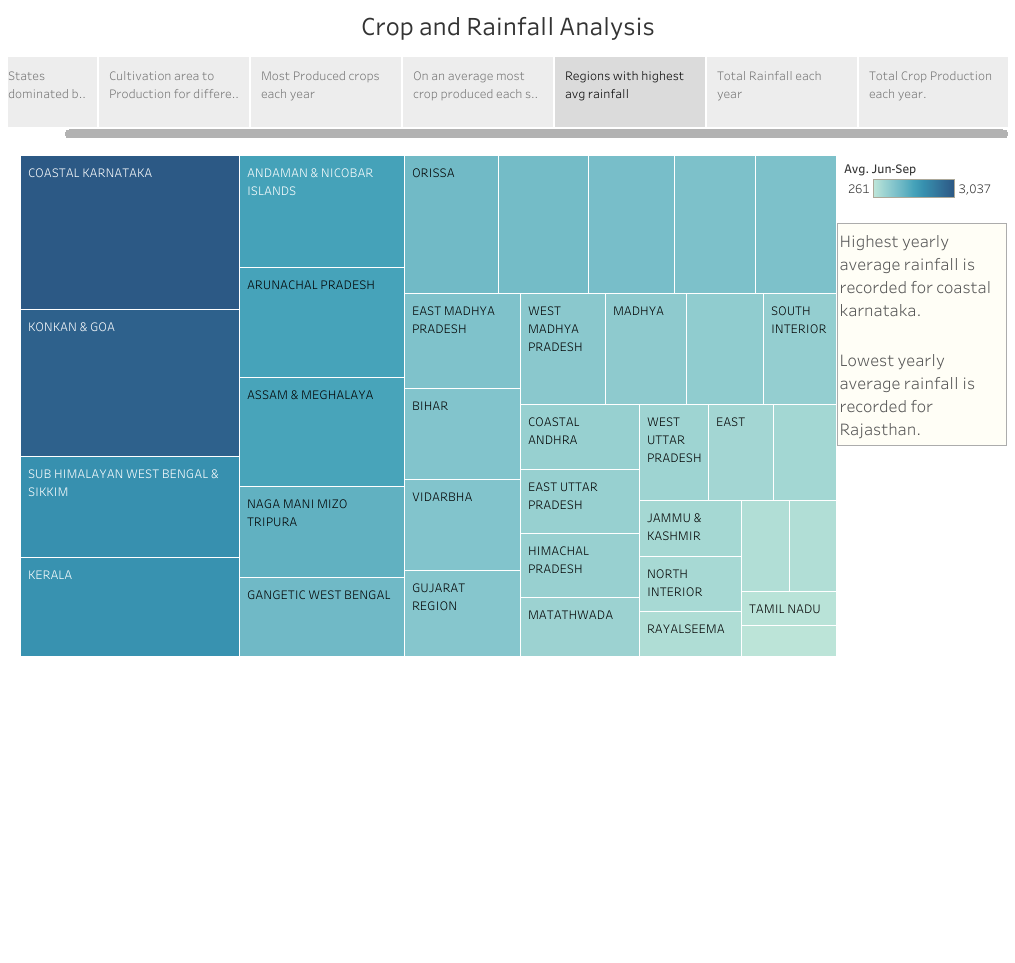 Crop and Rainfall Analysis
States
dominated b..
Cultivation area to
Production for differe..
Most Produced crops
each year
On an average most
crop produced each s..
Regions with highest
avg rainfall
Total Rainfall each
year
Total Crop Production
each year.
COASTAL KARNATAKA
KONKAN & GOA
SUB HIMALAYAN WEST BENGAL &
SIKKIM
KERALA
ANDAMAN & NICOBAR
ISLANDS
ARUNACHAL PRADESH
ASSAM & MEGHALAYA
NAGA MANI MIZO
TRIPURA
GANGETIC WEST BENGAL
ORISSA
EAST MADHYA
PRADESH
BIHAR
VIDARBHA
GUJARAT
REGION
WEST
MADHYA
PRADESH
MADHYA
SOUTH
INTERIOR
COASTAL
ANDHRA
EAST UTTAR
PRADESH
HIMACHAL
PRADESH
MATATHWADA
WEST
UTTAR
PRADESH
EAST
JAMMU &
KASHMIR
NORTH
INTERIOR
RAYALSEEMA
TAMIL NADU
Avg. Jun-Sep
261 3,037
Highest yearly
average rainfall is
recorded for coastal
karnataka.
Lowest yearly
average rainfall is
recorded for
Rajasthan.